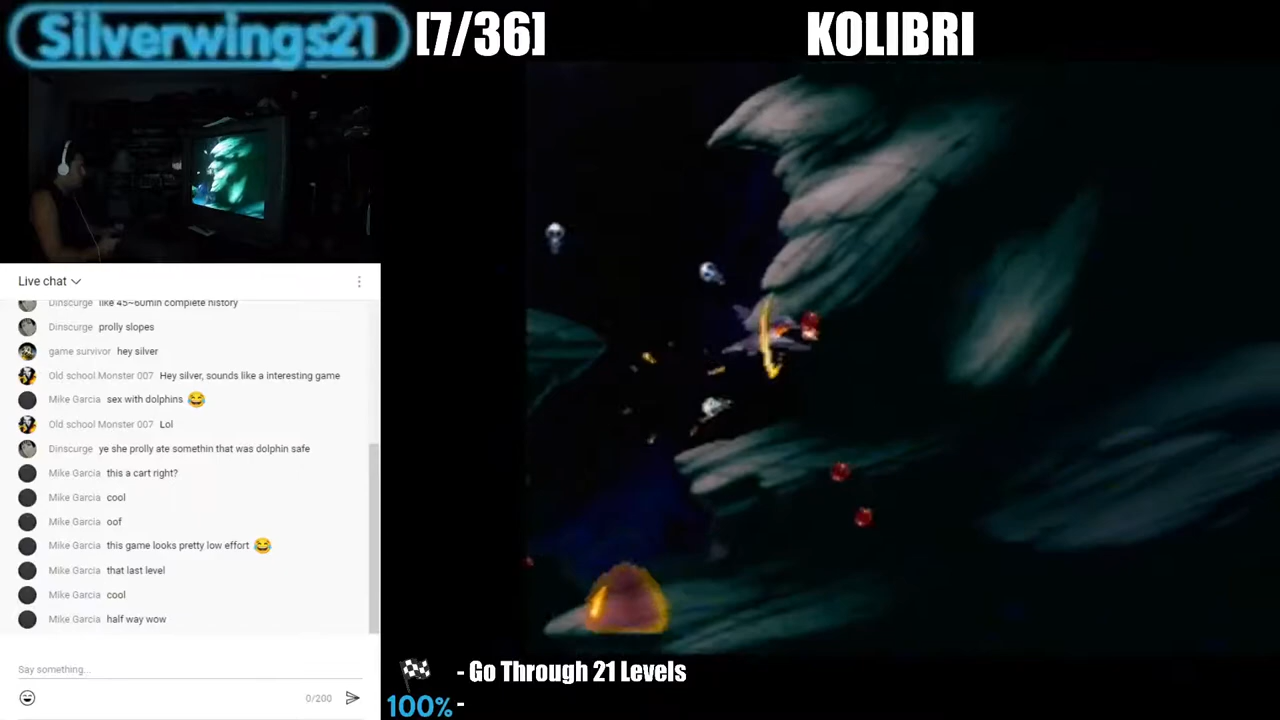 Silverwings21
[7/36]
KOLIBRI
Live chat
Dinscurge like 45~60min complete history
Dinscurge prolly slopes
game survivor hey silver
Old school Monster 007 Hey silver, sounds like a interesting game
Mike Garcia sex with dolphins
Old school Monster 007 Lol
Dinscurge ye she prolly ate somethin that was dolphin safe
Mike Garcia this a cart right?
Mike Garcia cool
Mike Garcia oof
Mike Garcia this game looks pretty low effort
Mike Garcia that last level
Mike Garcia cool
Mike Garcia half way wow
Say something...
0/200
- Go Through 21 Levels
100% -